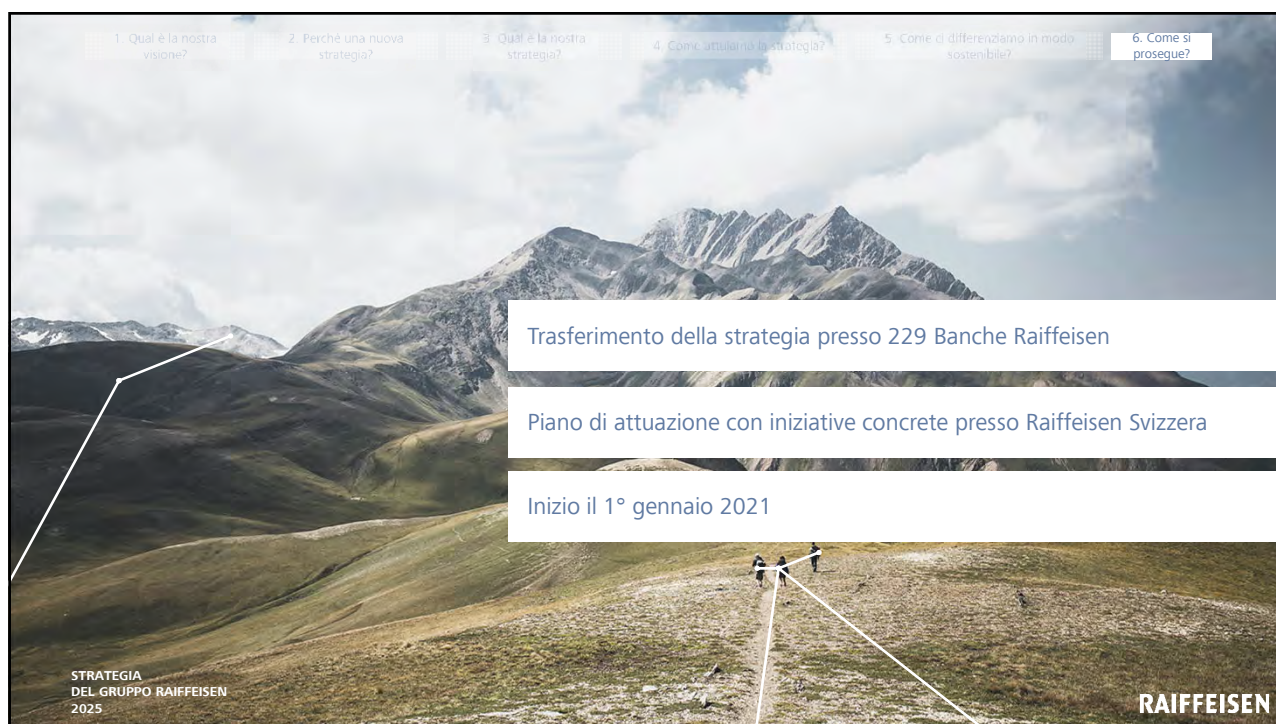 1. Qual è la nostra
visione?
2. Perché una nuova
strategia?
3. Qual è la nostra
strategia?
4. Come attuiamo la strategia?
5. Come ci differenziamo in modo
sostenibile?
6. Come si
prosegue?
Trasferimento della strategia presso 229 Banche Raiffeisen
Piano di attuazione con iniziative concrete presso Raiffeisen Svizzera
Inizio il 1° gennaio 2021
STRATEGIA
DEL GRUPPO RAIFFEISEN
2025
RAIFFEISEN